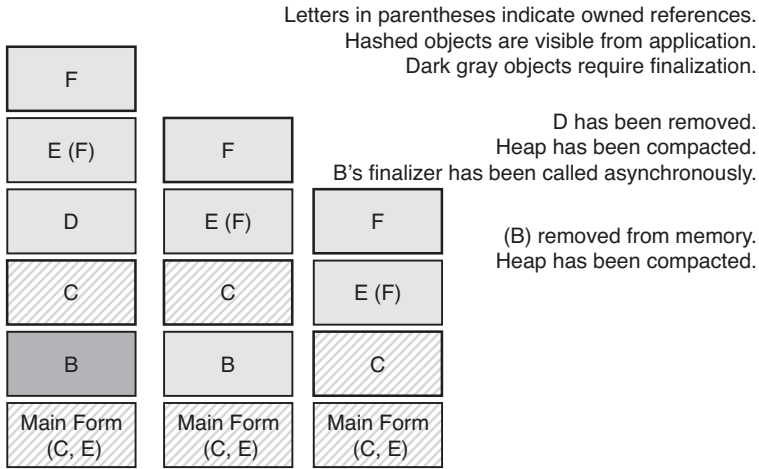 Letters in parentheses indicate owned references.
Hashed objects are visible from application.
Dark gray objects require finalization.
D has been removed.
Heap has been compacted.
B's finalizer has been called asynchronously.
(B) removed from memory.
Heap has been compacted.
F
E (F)
D
C
B
Main Form
(C, E)
F
E (F)
C
B
Main Form
(C, E)
F
E (F)
C
Main Form
(C, E)